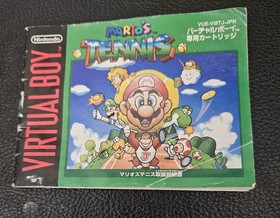 Nintendo
VIRTUAL BOY
MARIO'S
TENNIS
VUE-VMTJ-JPN
バーチャルボーイ
専用カートリッジ
マリオズテニス取扱説明書